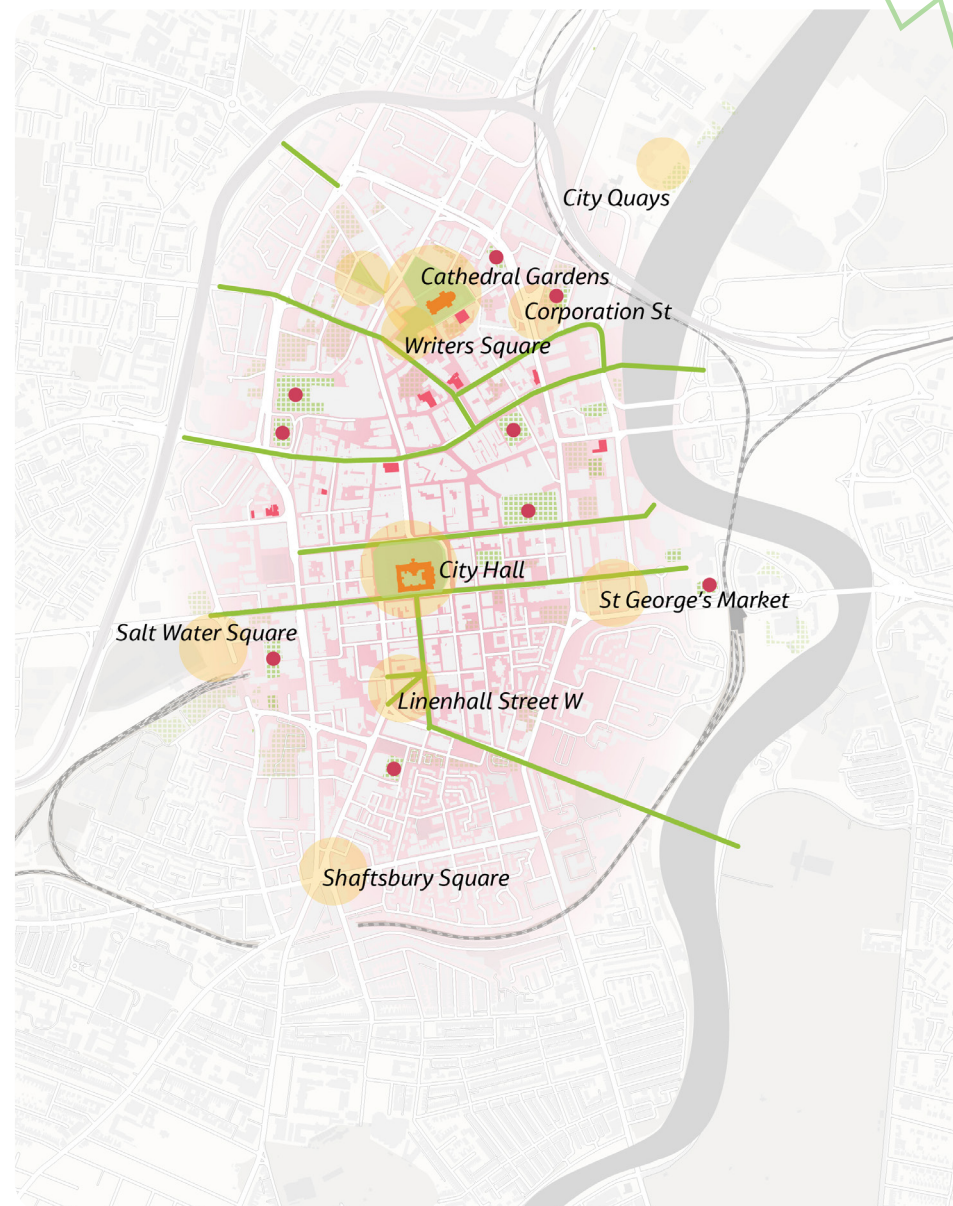 City Quays
Cathedral Gardens
Corporation St
Writers Square
City Hall
St George's Market
Salt Water Square
Linenhall Street W
Shaftsbury Square